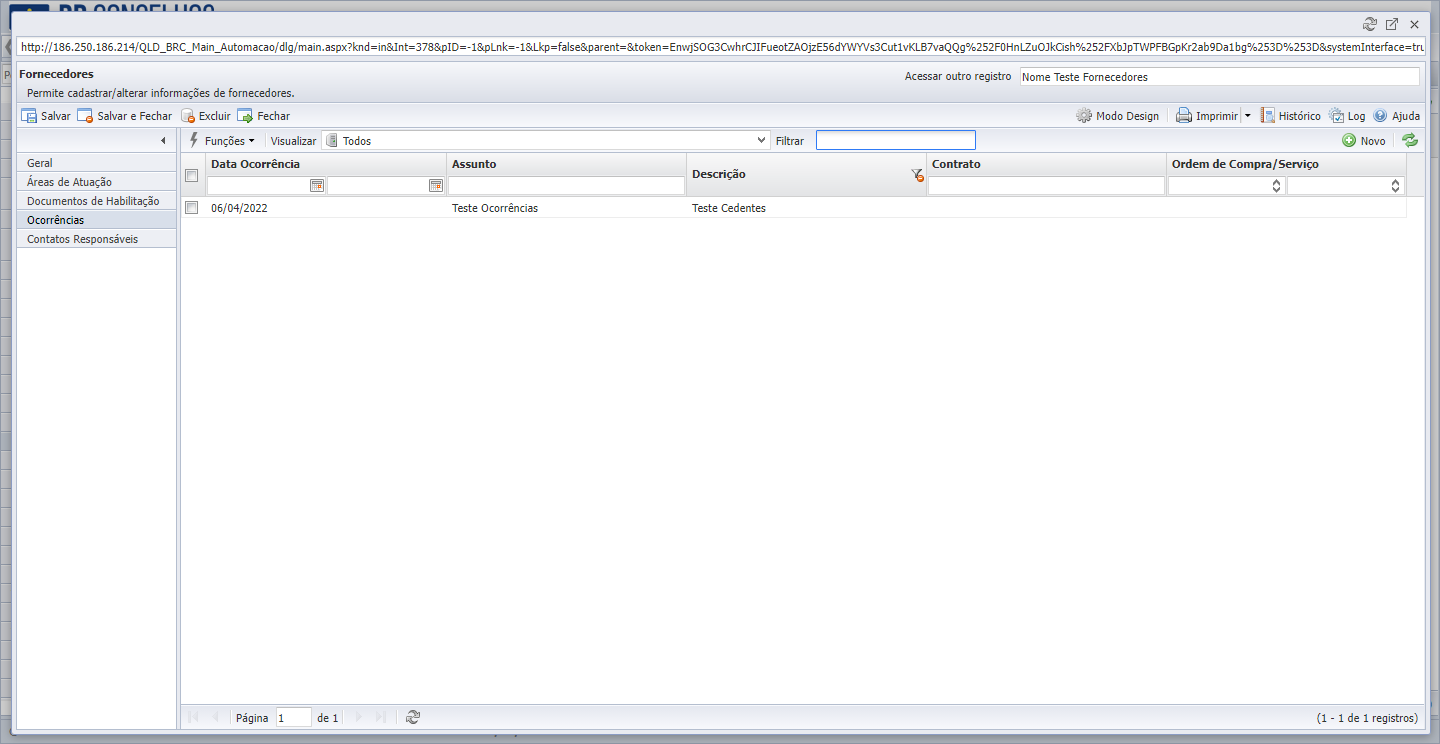 http://186.250.186.214/QLD_BRC_Main_Automacao/dlg/main.aspx?knd=in&Int=378&pID=-1&pLnk=-1&Lkp=false&parent=&token=EnvjSOG3CwhrCJIFueotZAOjzE56dYWYVs3Cut1vKLB7vaQQg%252F0HnLZuOJkCish%252FXbJpTWPFBGpKr2ab9Da1bg%253D%253D&systemInterface=tru
Fornecedores
Acessar outro registro Nome Teste Fornecedores
Permite cadastrar/alterar informações de fornecedores.
Salvar Salvar e Fechar Excluir Fechar Modo Design Imprimir Histórico Log Ajuda
Funções Visualizar Todos Filtrar Novo
Geral
Áreas de Atuação
Documentos de Habilitação
Ocorrências
Contatos Responsáveis
Data Ocorrência Assunto Descrição Contrato Ordem de Compra/Serviço
06/04/2022 Teste Ocorrências Teste Cedentes
Página 1 de 1 (1 - 1 de 1 registros)